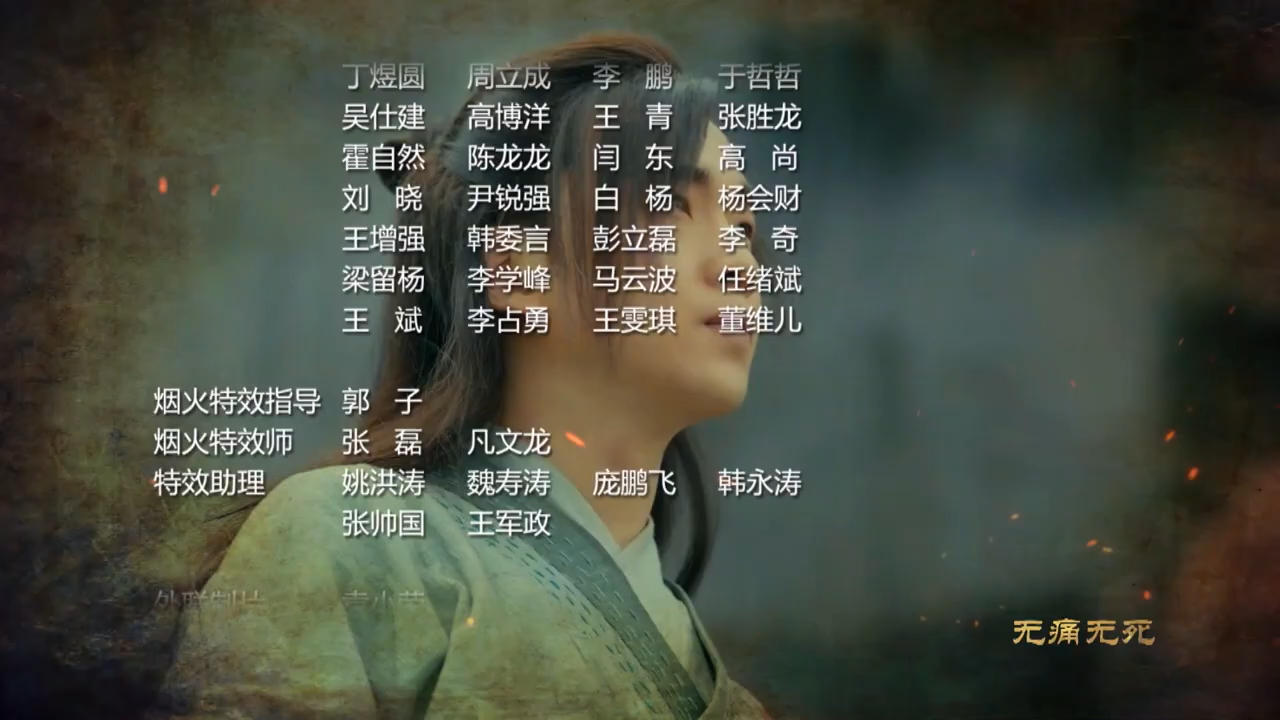 丁煜圆 周立成 李 鹏 于哲哲
吴仕建 高博洋 王 青 张胜龙
霍自然 陈龙龙 闫 东 高 尚
刘 晓 尹锐强 白 杨 杨会财
王增强 韩委言 彭立磊 李 奇
梁留杨 李学峰 马云波 任绪斌
王 斌 李占勇 王雯琪 董维儿
烟火特效指导 郭 子
烟火特效师 张 磊 凡文龙
特效助理 姚洪涛 魏寿涛 庞鹏飞 韩永涛
张帅国 王军政
外联制片
无痛无死